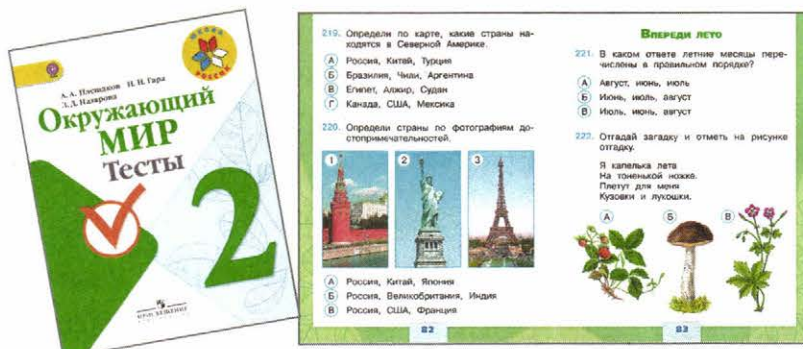 ШКОЛА
РОССИИ
А. А. Плешаков Н. Н. Гара
З. Д. Назарова
Окружающий
МИР
Тесты
2
ПРОСВЕЩЕНИЕ
219. Определи по карте, какие страны на-
ходятся в Северной Америке.
А Россия, Китай, Турция
Б Бразилия, Чили, Аргентина
В Египет, Алжир, Судан
Г Канада, США, Мексика
220. Определи страны по фотографиям до-
стопримечательностей.
1 2 3
А Россия, Китай, Япония
Б Россия, Великобритания, Индия
В Россия, США, Франция
82
ВПЕРЕДИ ЛЕТО
221. В каком ответе летние месяцы пере-
числены в правильном порядке?
А Август, июнь, июль
Б Июнь, июль, август
В Июль, июнь, август
222. Отгадай загадку и отметь на рисунке
отгадку.
Я капелька лета
На тоненькой ножке.
Плетут для меня
Кузовки и лукошки.
А Б В
83